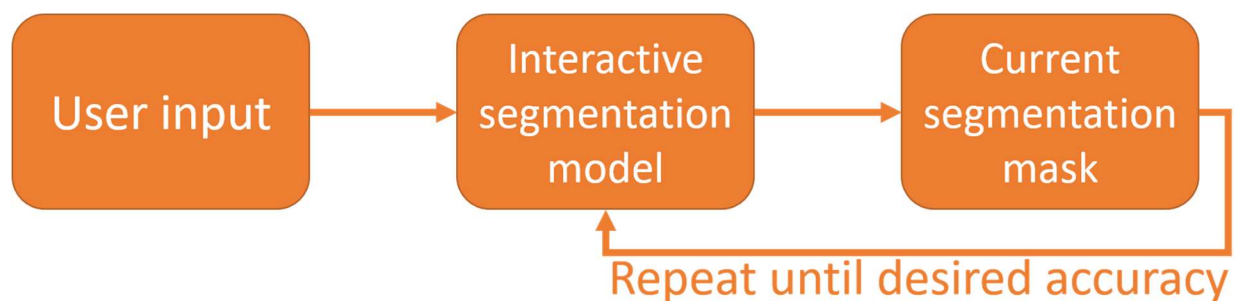 User input
Interactive
segmentation
model
Current
segmentation
mask
Repeat until desired accuracy